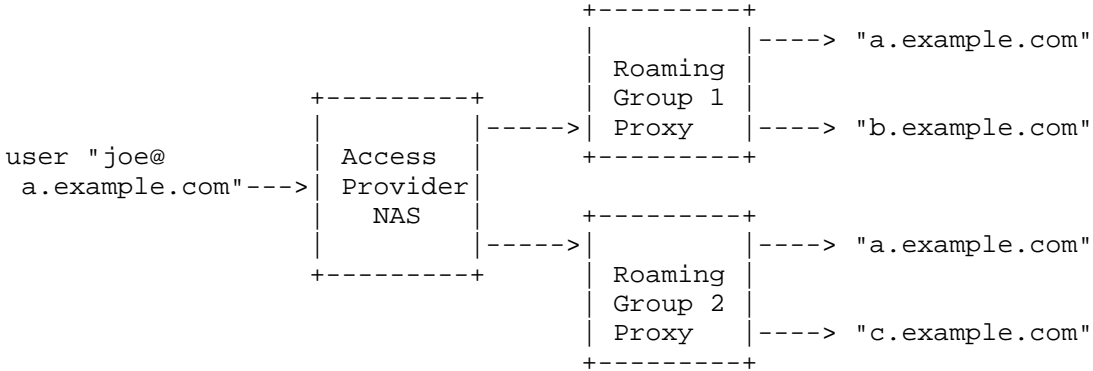 +---------+
|         |----> "a.example.com"
| Roaming |
+---------+            | Group 1 |
|         |----->| Proxy   |----> "b.example.com"
user "joe@             | Access  |      +---------+
a.example.com"--->| Provider|
|   NAS   |      +---------+
|         |----->|         |----> "a.example.com"
+---------+      | Roaming |
| Group 2 |
| Proxy   |----> "c.example.com"
+---------+